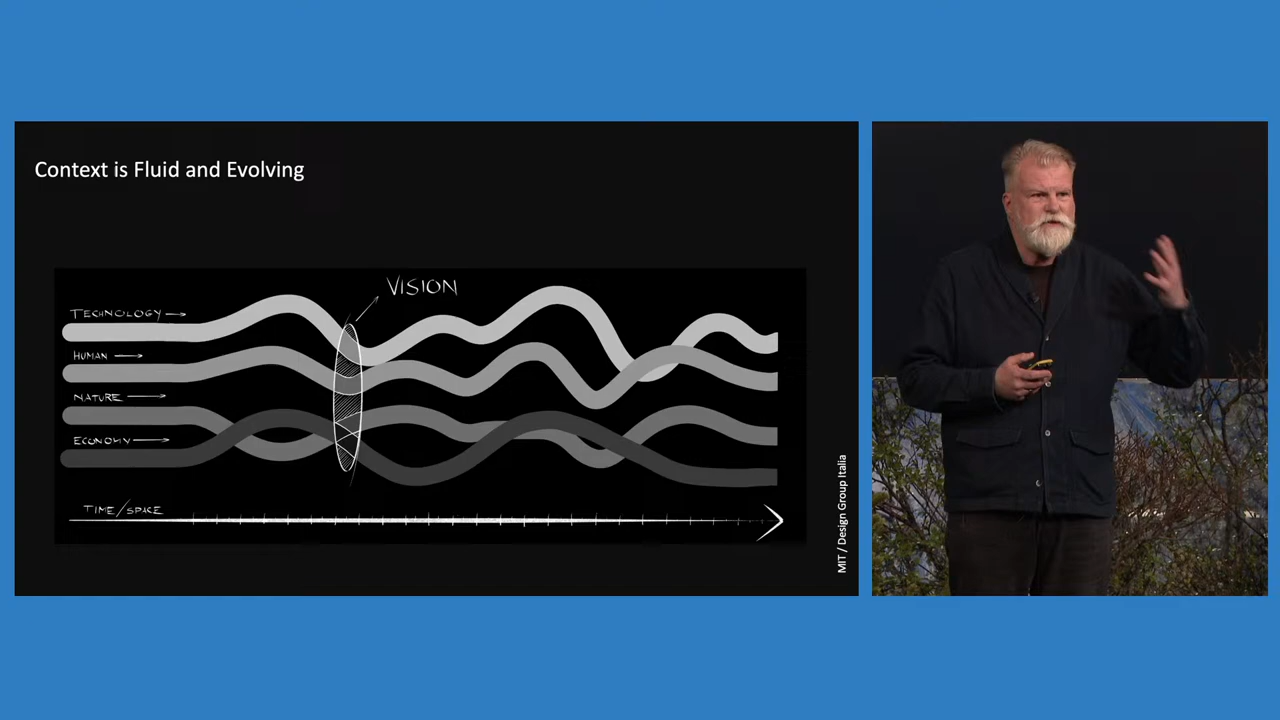 Context is Fluid and Evolving
VISION
TECHNOLOGY
HUMAN
NATURE
ECONOMY
TIME/SPACE
MIT / Design Group Italia